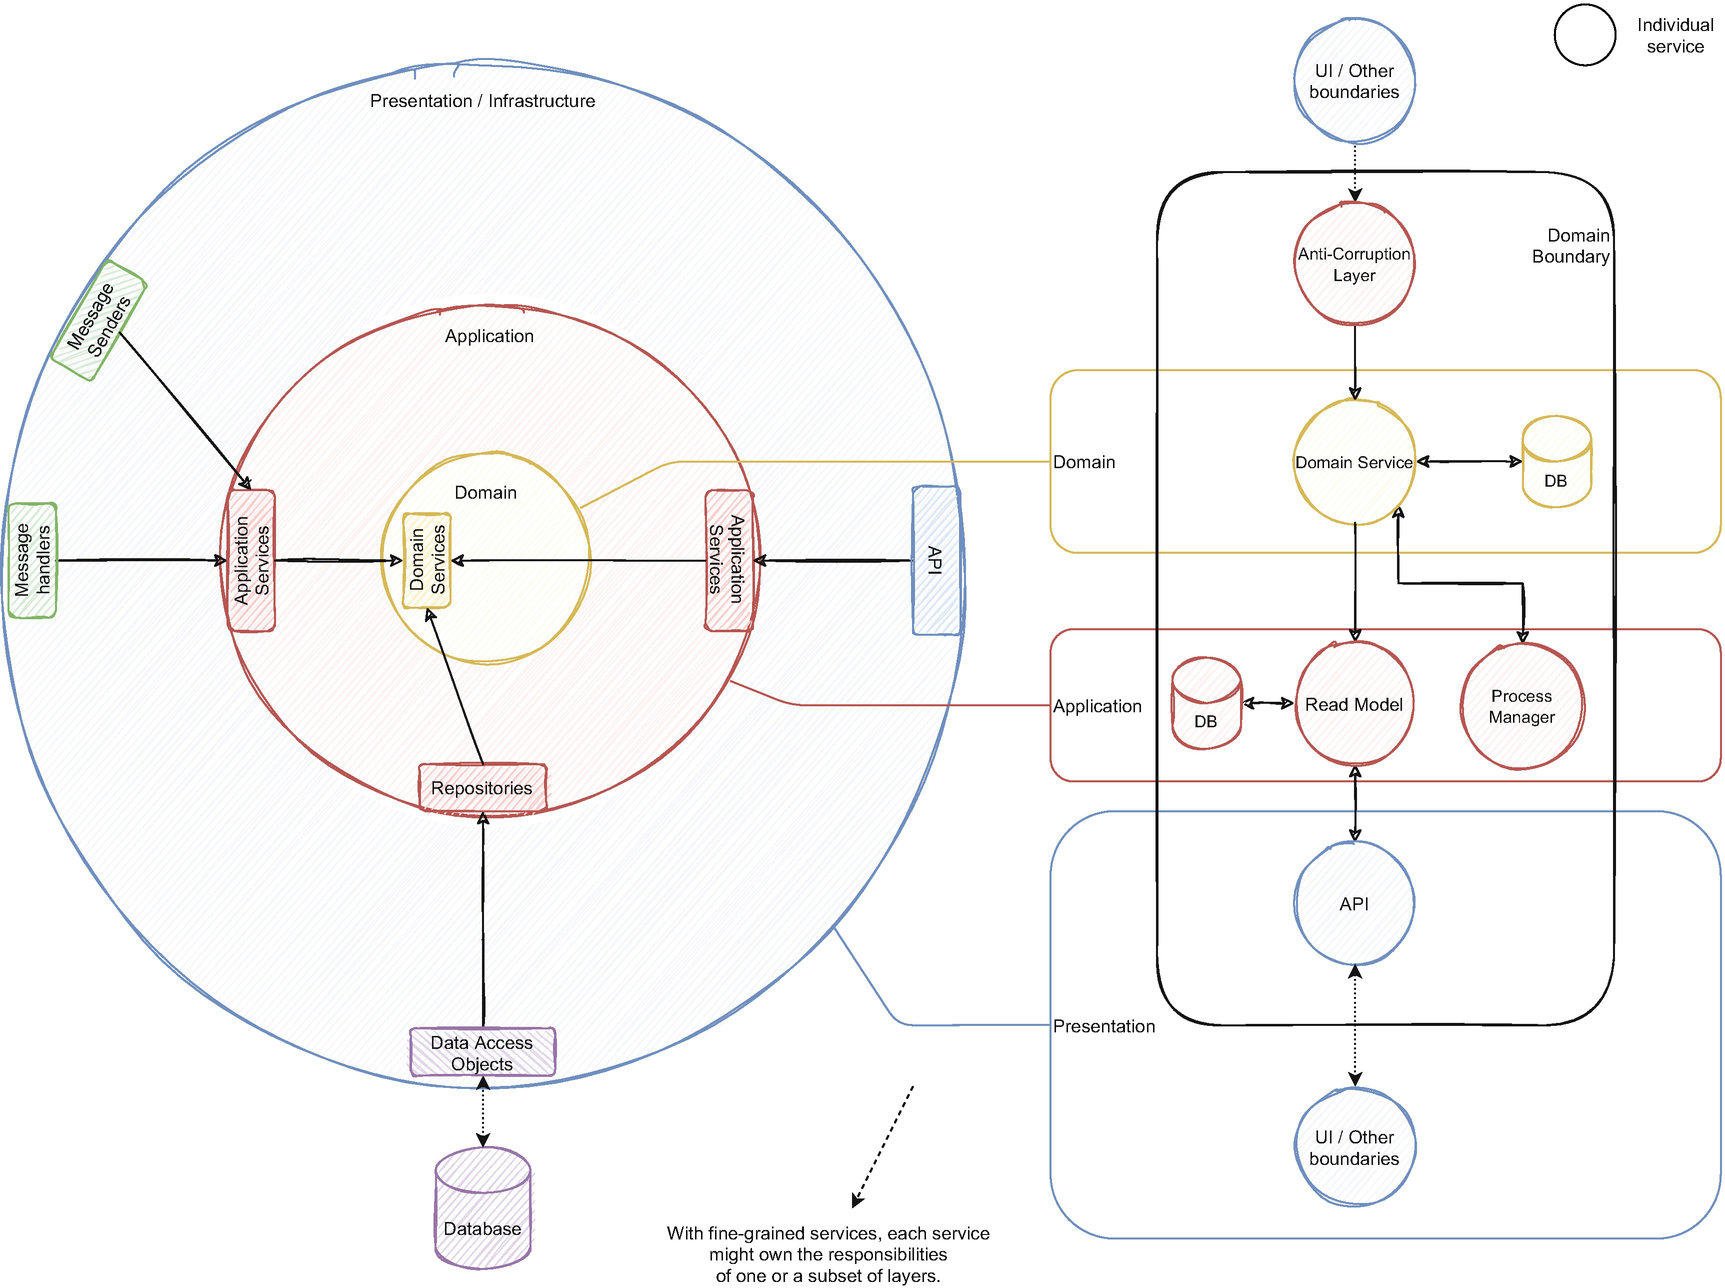 Presentation / Infrastructure
Message
Senders
Application
Domain
Message
handlers
Application
Services
Domain
Services
Application
Services
API
Repositories
Data Access
Objects
Database
With fine-grained services, each service
might own the responsibilities
of one or a subset of layers.
Individual
service
UI / Other
boundaries
Domain
Boundary
Anti-Corruption
Layer
Domain
Domain Service
DB
Application
DB
Read Model
Process
Manager
API
Presentation
UI / Other
boundaries